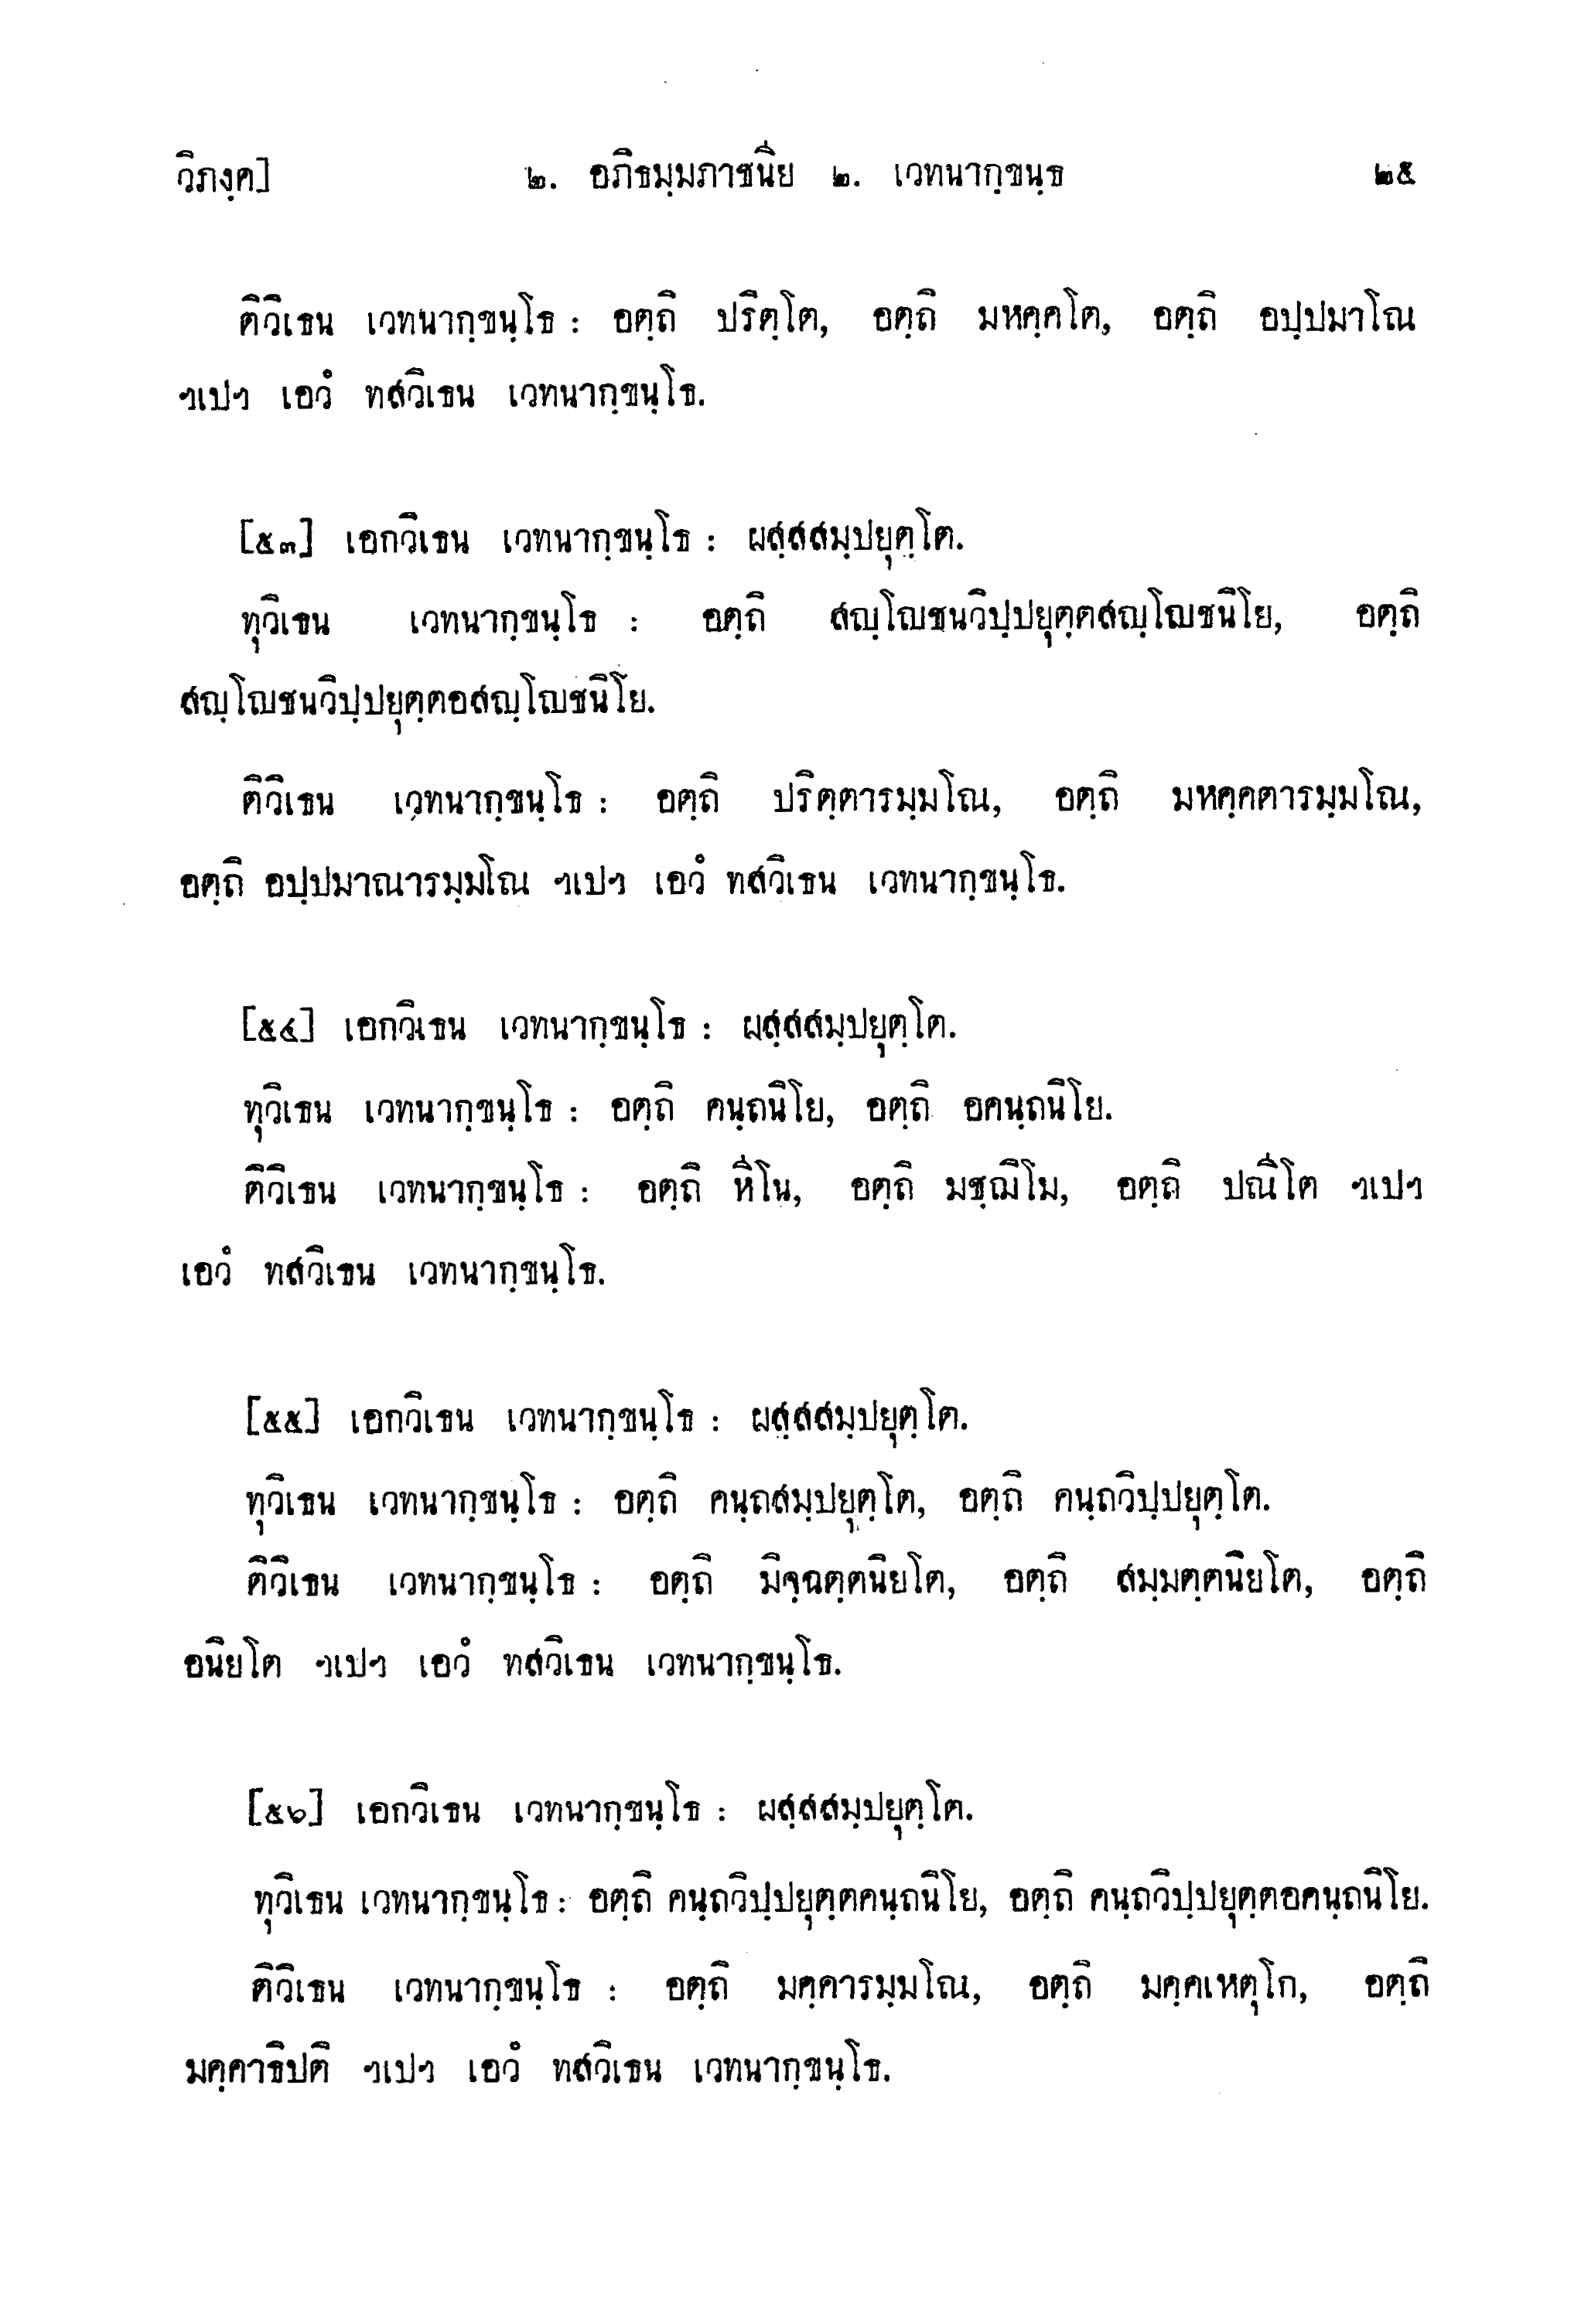 วิภงฺค]	๒. อภิธมฺมภาชนีย ๒. เวทนากฺขนฺธ	๒๕
ติวิเธน เวทนากฺขนฺโธ : อตฺถิ ปริตฺโต, อตฺถิ มหคฺคโต, อตฺถิ อปฺปมาโณ
ฯเปฯ เอวํ ทสวิเธน เวทนากฺขนฺโธ.
[๕๓] เอกวิเธน เวทนากฺขนฺโธ : ผสฺสสมฺปยุตฺโต.
ทุวิเธน เวทนากฺขนฺโธ : อตฺถิ สญฺโญชนวิปฺปยุตฺตสญฺโญชนิโย, อตฺถิ
สญฺโญชนวิปฺปยุตฺตอสญฺโญชนิโย.
ติวิเธน เวทนากฺขนฺโธ : อตฺถิ ปริตฺตารมฺมโณ, อตฺถิ มหคฺคตารมฺมโณ,
อตฺถิ อปฺปมาณารมฺมโณ ฯเปฯ เอวํ ทสวิเธน เวทนากฺขนฺโธ.
[๕๔] เอกวิเธน เวทนากฺขนฺโธ : ผสฺสสมฺปยุตฺโต.
ทุวิเธน เวทนากฺขนฺโธ : อตฺถิ คนฺถนิโย, อตฺถิ อคนฺถนิโย.
ติวิเธน เวทนากฺขนฺโธ : อตฺถิ หีโน, อตฺถิ มชฺฌิโม, อตฺถิ ปณีโต ฯเปฯ
เอวํ ทสวิเธน เวทนากฺขนฺโธ.
[๕๕] เอกวิเธน เวทนากฺขนฺโธ : ผสฺสสมฺปยุตฺโต.
ทุวิเธน เวทนากฺขนฺโธ : อตฺถิ คนฺถสมฺปยุตฺโต, อตฺถิ คนฺถวิปฺปยุตฺโต.
ติวิเธน เวทนากฺขนฺโธ : อตฺถิ มิจฺฉตฺตนิยโต, อตฺถิ สมฺมตฺตนิยโต, อตฺถิ
อนิยโต ฯเปฯ เอวํ ทสวิเธน เวทนากฺขนฺโธ.
[๕๖] เอกวิเธน เวทนากฺขนฺโธ : ผสฺสสมฺปยุตฺโต.
ทุวิเธน เวทนากฺขนฺโธ : อตฺถิ คนฺถวิปฺปยุตฺตคนฺถนิโย, อตฺถิ คนฺถวิปฺปยุตฺตอคนฺถนิโย.
ติวิเธน เวทนากฺขนฺโธ : อตฺถิ มคฺคารมฺมโณ, อตฺถิ มคฺคเหตุโก, อตฺถิ
มคฺคาธิปติ ฯเปฯ เอวํ ทสวิเธน เวทนากฺขนฺโธ.